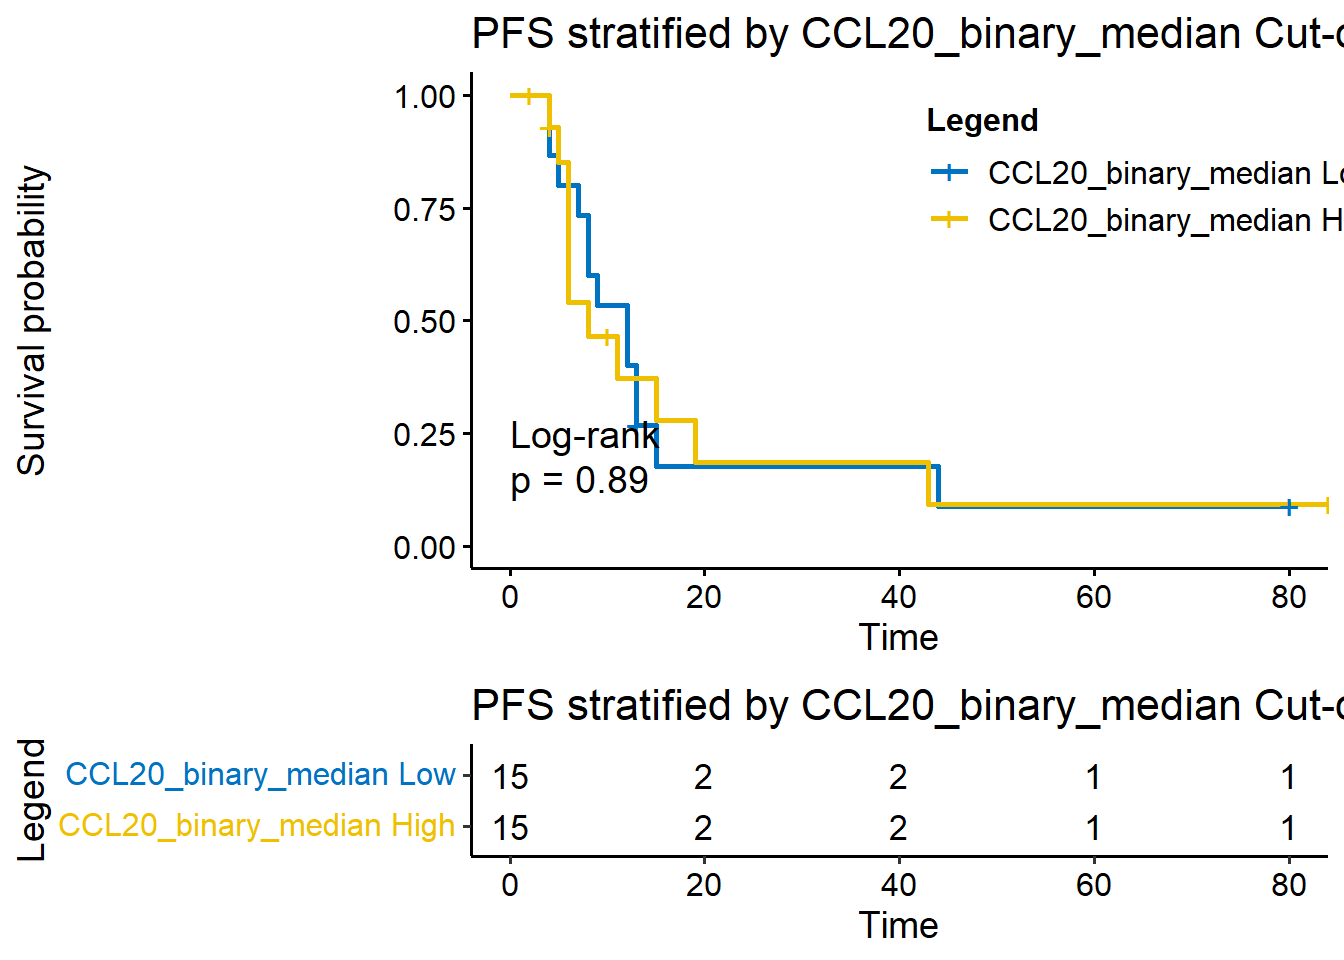 PFS stratified by CCL20_binary_median Cut-o
Survival probability
1.00
0.75
0.50
0.25
0.00
Legend
CCL20_binary_median Lo
CCL20_binary_median H
Log-rank
p = 0.89
0 20 40 60 80
Time
PFS stratified by CCL20_binary_median Cut-o
Legend
CCL20_binary_median Low 15 2 2 1 1
CCL20_binary_median High 15 2 2 1 1
0 20 40 60 80
Time